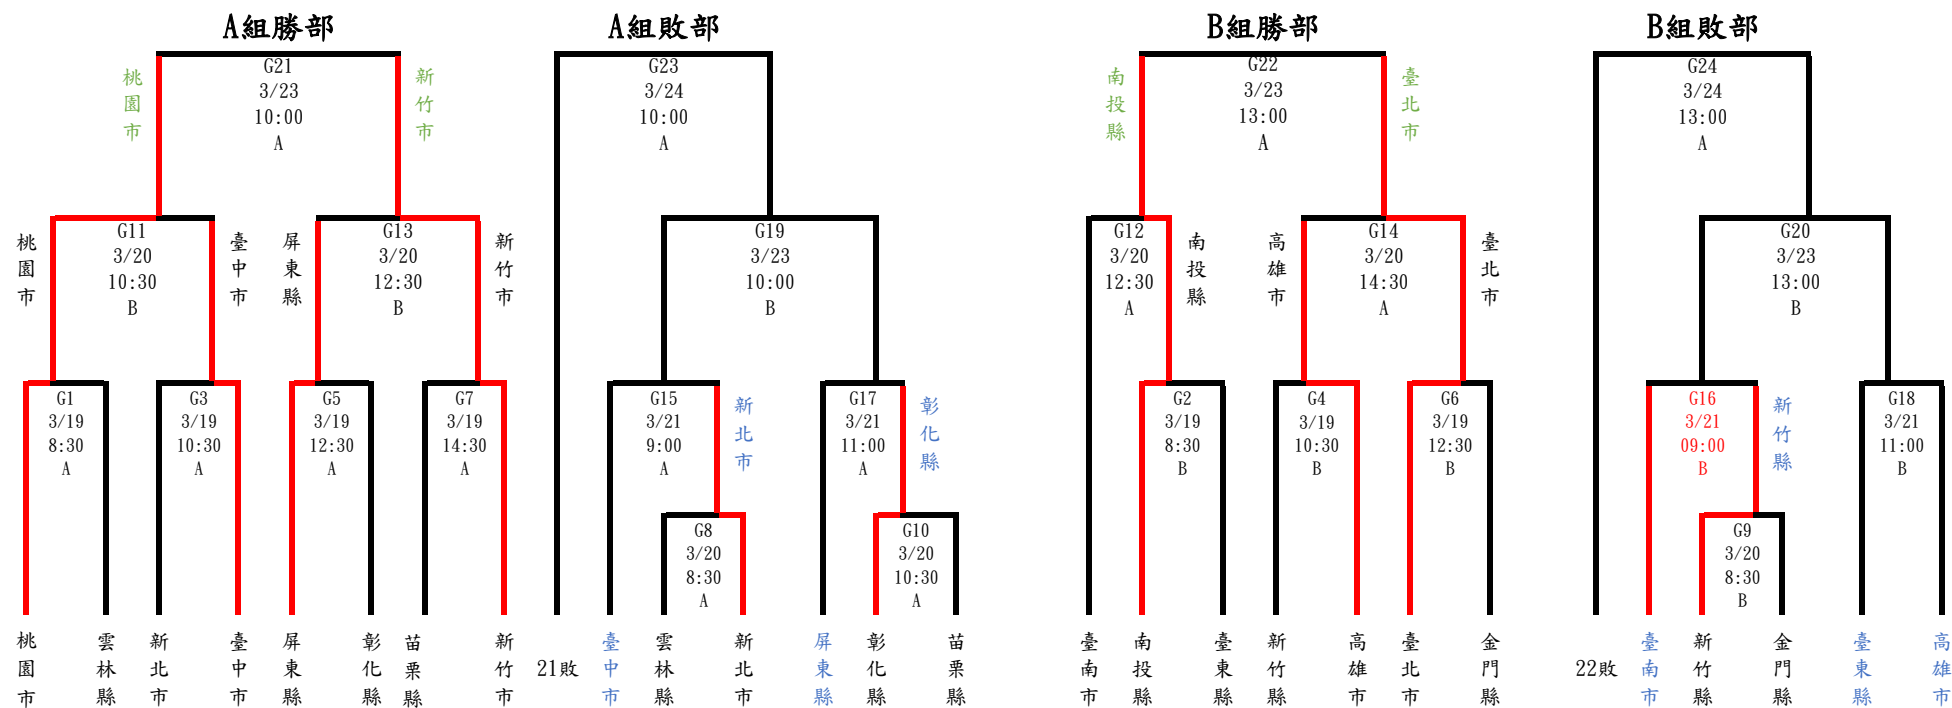 A組勝部
A組敗部
B組勝部
B組敗部
桃園市
G21
3/23
10:00
A
新竹市
G23
3/24
10:00
A
南投縣
G22
3/23
13:00
A
臺北市
G24
3/24
13:00
A
桃園市
G11
3/20
10:30
B
臺中市
屏東縣
G13
3/20
12:30
B
新竹市
G19
3/23
10:00
B
G12
3/20
12:30
A
南投縣
高雄市
G14
3/20
14:30
A
臺北市
G20
3/23
13:00
B
G1
3/19
8:30
A
G3
3/19
10:30
A
G5
3/19
12:30
A
G7
3/19
14:30
A
G15
3/21
9:00
A
新北市
G17
3/21
11:00
A
彰化縣
G2
3/19
8:30
B
G4
3/19
10:30
B
G6
3/19
12:30
B
G16
3/21
09:00
B
新竹縣
G18
3/21
11:00
B
G8
3/20
8:30
A
G10
3/20
10:30
A
G9
3/20
8:30
B
桃園市
雲林縣
新北市
臺中市
屏東縣
彰化縣
苗栗縣
新竹市
21敗
臺中市
雲林縣
新北市
屏東縣
彰化縣
苗栗縣
臺南市
南投縣
臺東縣
新竹縣
高雄市
臺北市
金門縣
22敗
臺南市
新竹縣
金門縣
臺東縣
高雄市